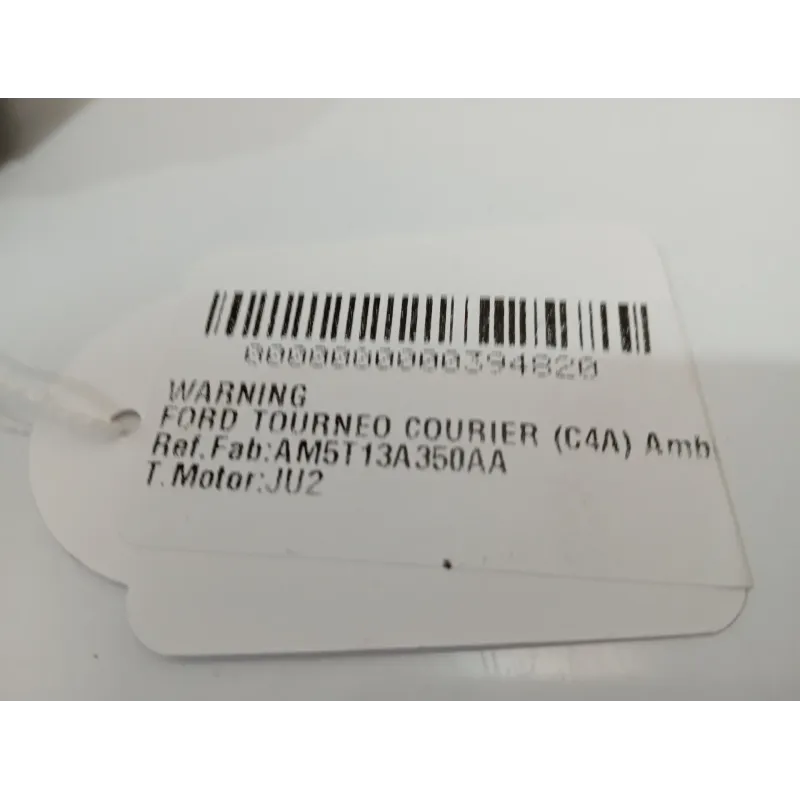 0000000000394820
WARNING
FORD TOURNEO COURIER (C4A) Amb
Ref.Fab:AM5T13A350AA
T.Motor:JU2